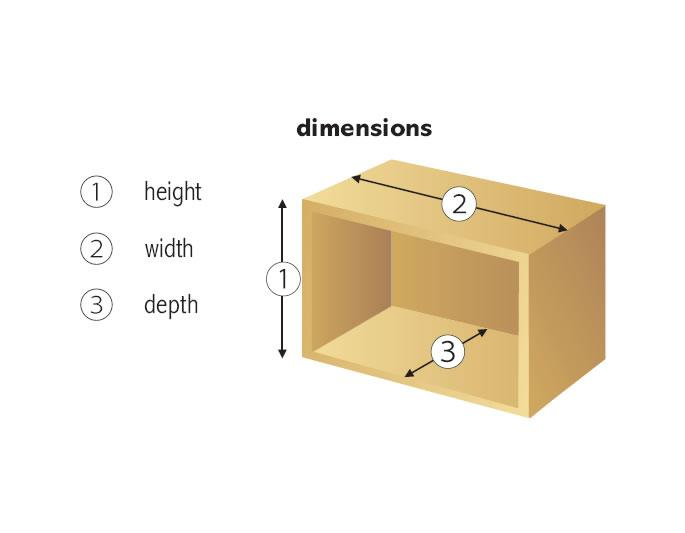 dimensions
1 height
2 width
3 depth
1
2
3